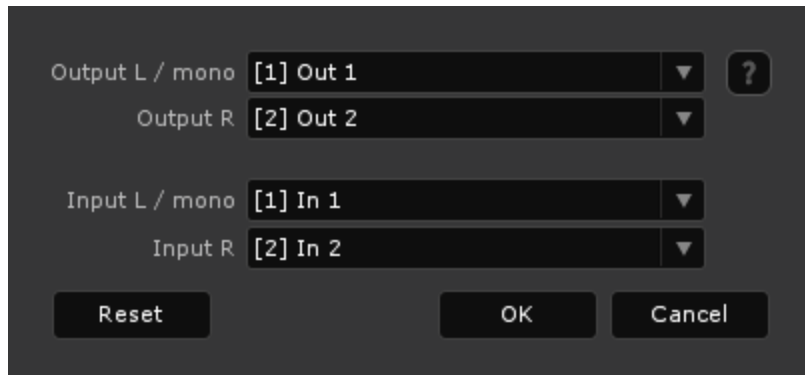 Output L / mono [1] Out 1 ?
Output R [2] Out 2
Input L / mono [1] In 1
Input R [2] In 2
Reset OK Cancel